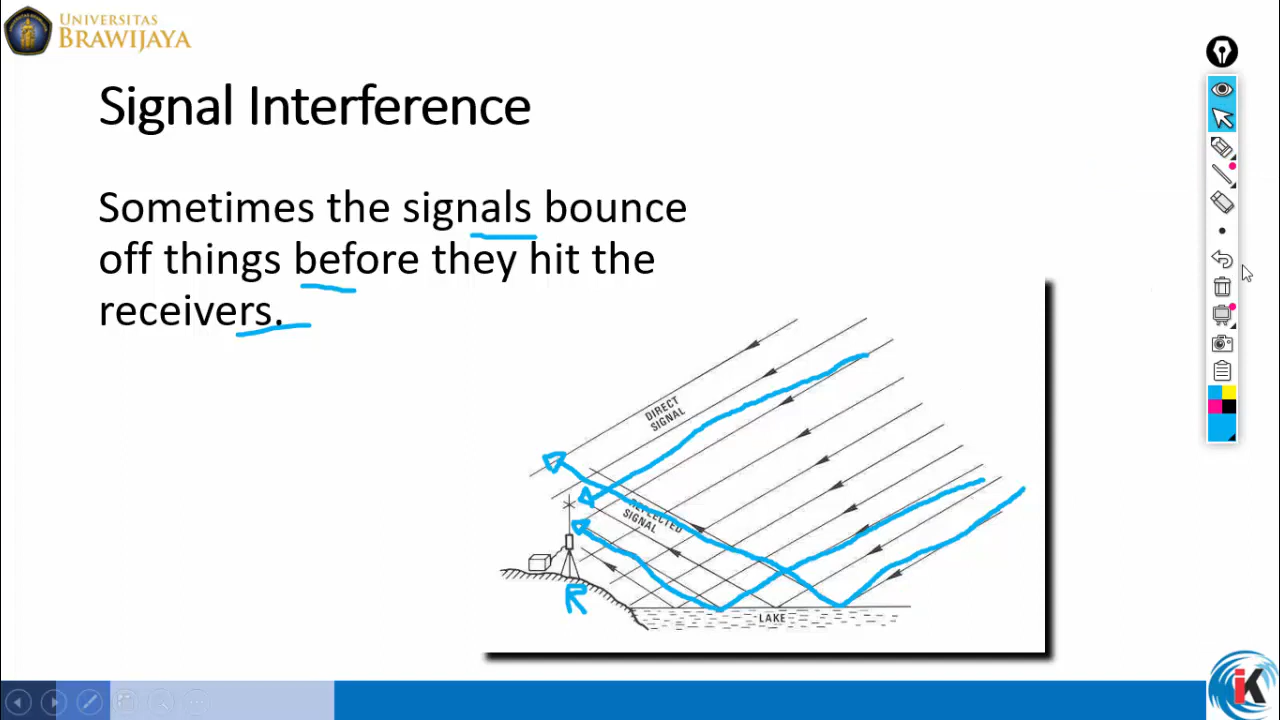 UNIVERSITAS
BRAWIJAYA
Signal Interference
Sometimes the signals bounce
off things before they hit the
receivers.
DIRECT
SIGNAL
REFLECTED
SIGNAL
LAKE
iK